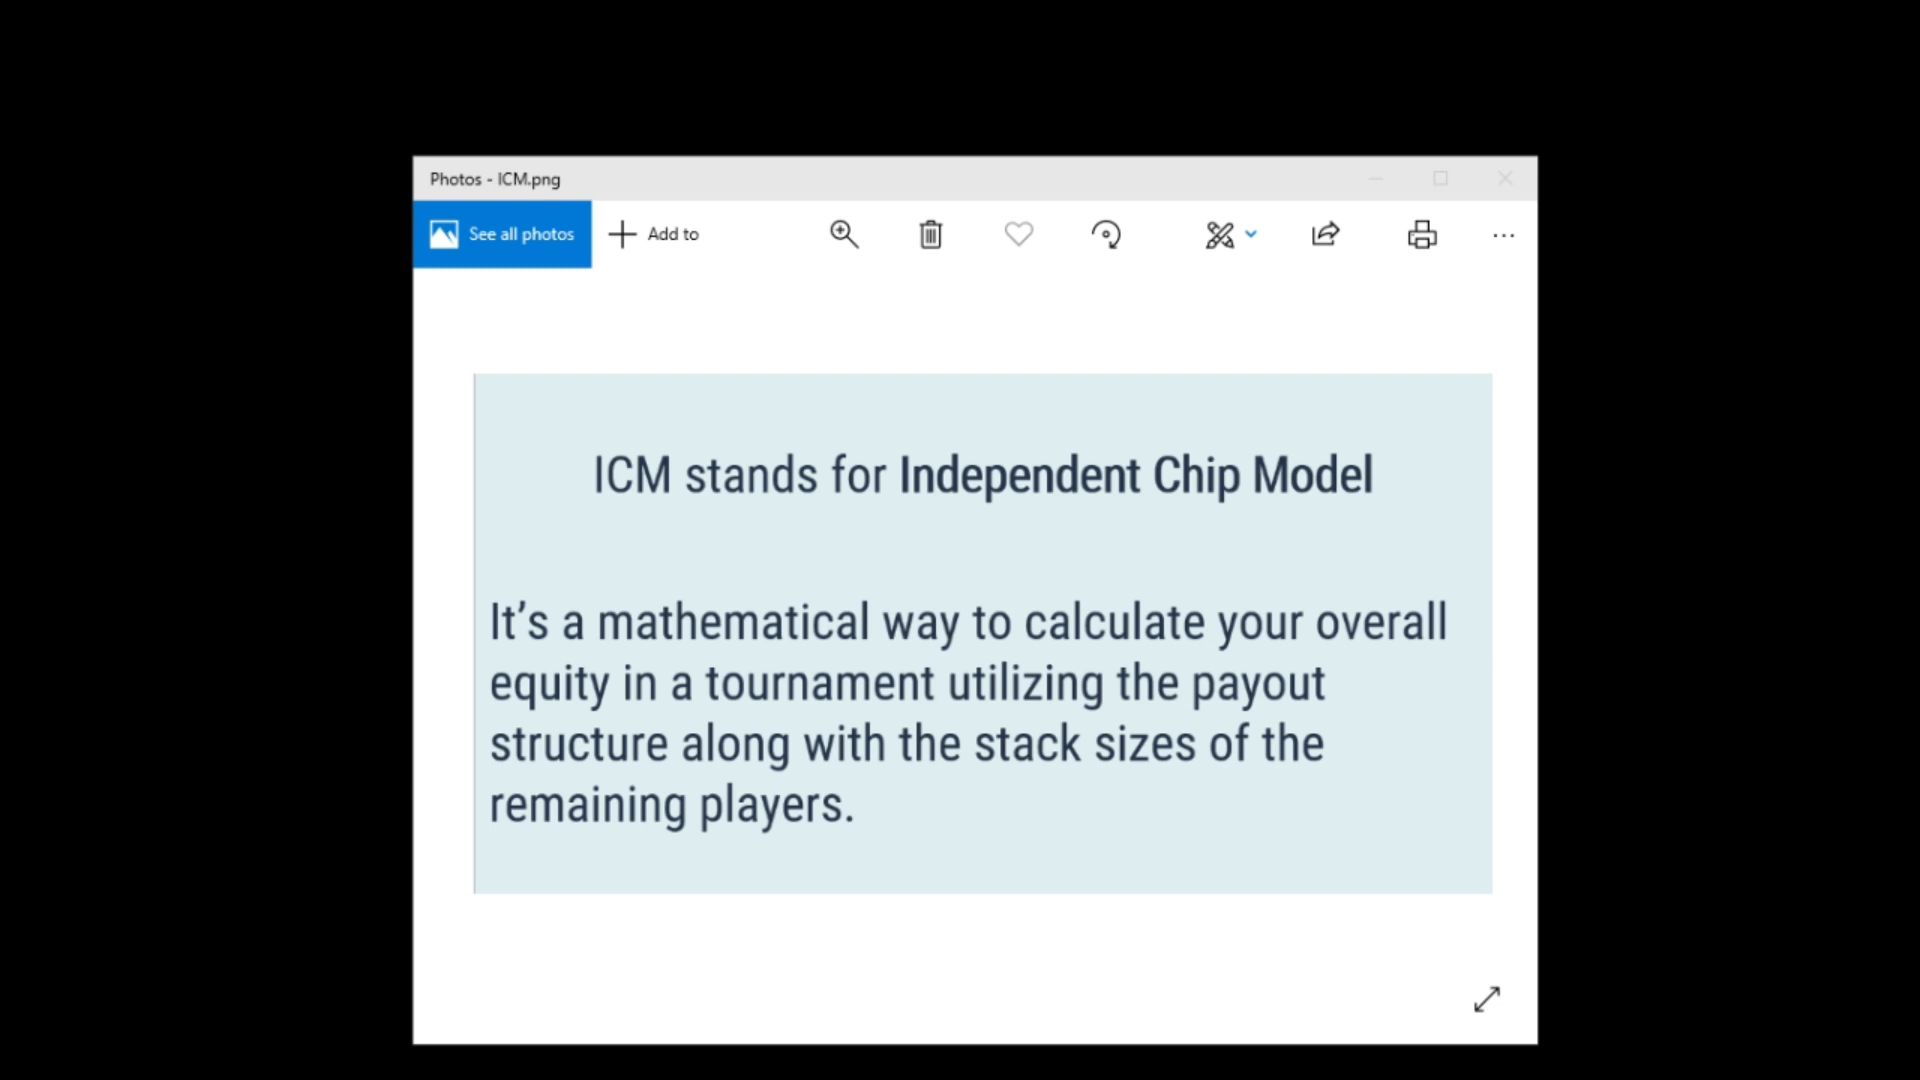 Photos - ICM.png
See all photos
Add to
ICM stands for Independent Chip Model
It’s a mathematical way to calculate your overall
equity in a tournament utilizing the payout
structure along with the stack sizes of the
remaining players.